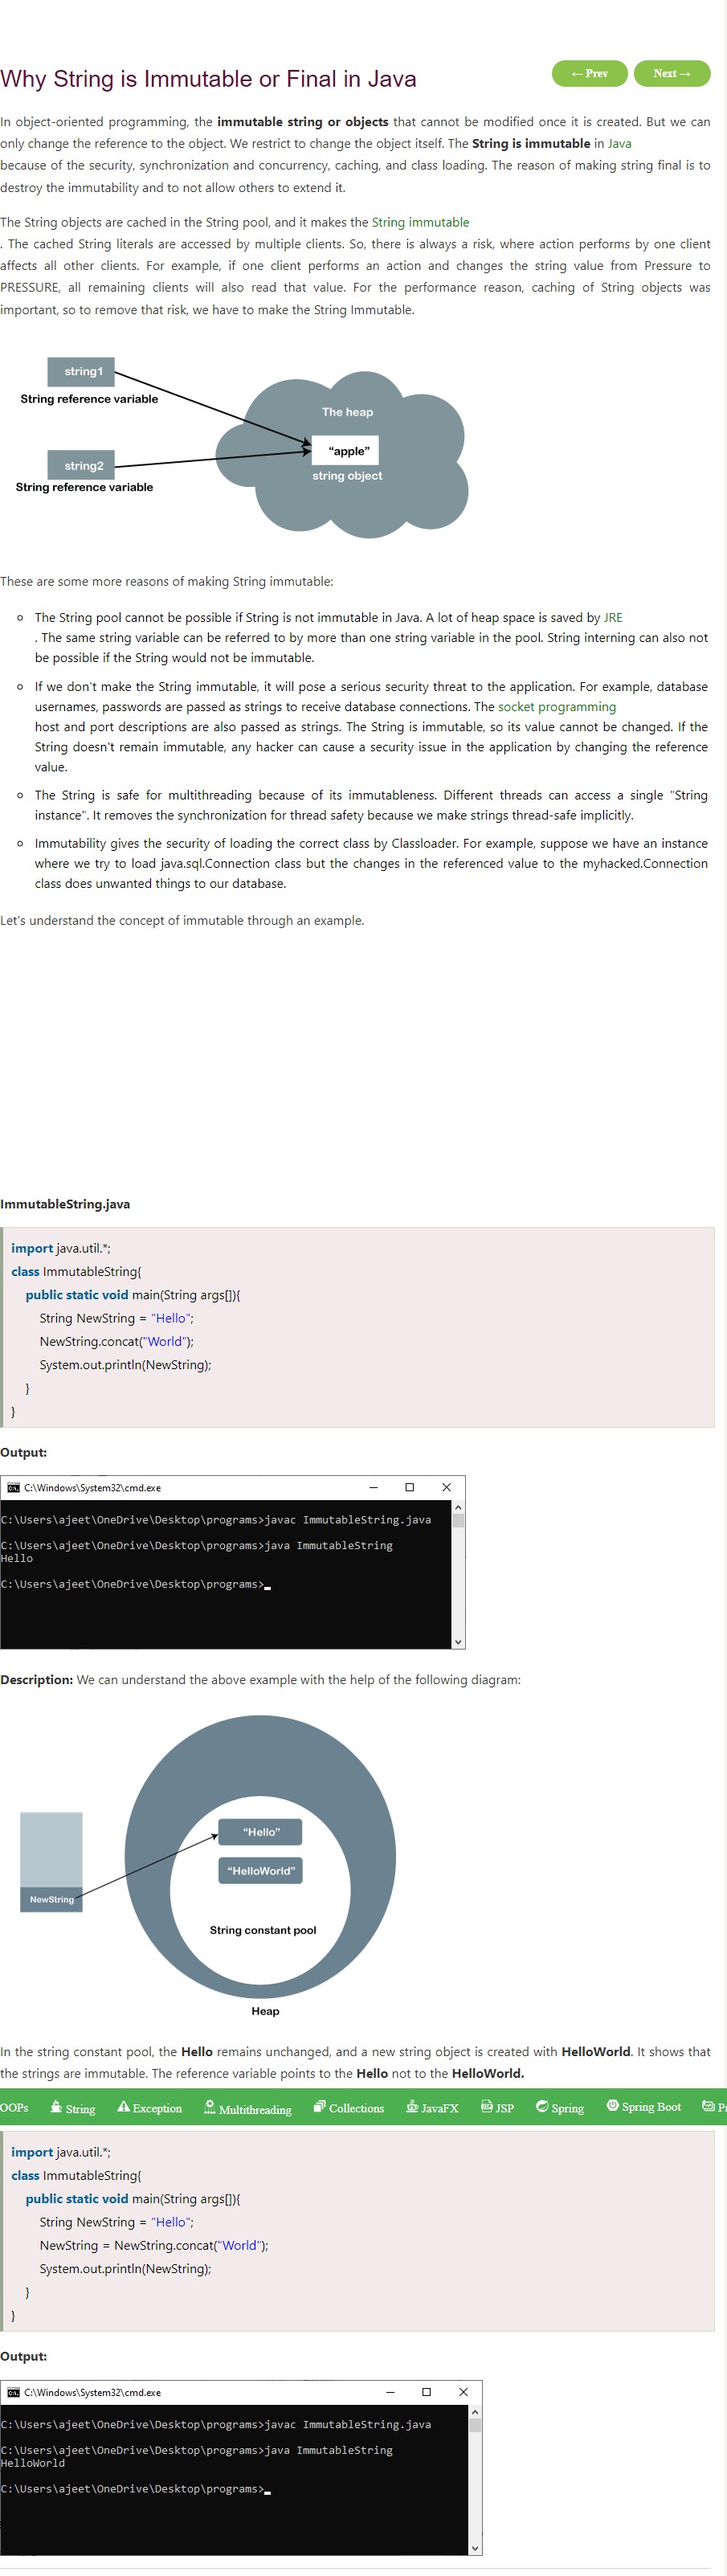 Why String is Immutable or Final in Java
← Prev
Next →
In object-oriented programming, the immutable string or objects that cannot be modified once it is created. But we can
only change the reference to the object. We restrict to change the object itself. The String is immutable in Java
because of the security, synchronization and concurrency, caching, and class loading. The reason of making string final is to
destroy the immutability and to not allow others to extend it.
The String objects are cached in the String pool, and it makes the String immutable
. The cached String literals are accessed by multiple clients. So, there is always a risk, where action performs by one client
affects all other clients. For example, if one client performs an action and changes the string value from Pressure to
PRESSURE, all remaining clients will also read that value. For the performance reason, caching of String objects was
important, so to remove that risk, we have to make the String Immutable.
string1
String reference variable
The heap
"apple"
string object
string2
String reference variable
These are some more reasons of making String immutable:
The String pool cannot be possible if String is not immutable in Java. A lot of heap space is saved by JRE
. The same string variable can be referred to by more than one string variable in the pool. String interning can also not
be possible if the String would not be immutable.
If we don't make the String immutable, it will pose a serious security threat to the application. For example, database
usernames, passwords are passed as strings to receive database connections. The socket programming
host and port descriptions are also passed as strings. The String is immutable, so its value cannot be changed. If the
String doesn't remain immutable, any hacker can cause a security issue in the application by changing the reference
value.
The String is safe for multithreading because of its immutableness. Different threads can access a single "String
instance". It removes the synchronization for thread safety because we make strings thread-safe implicitly.
Immutability gives the security of loading the correct class by Classloader. For example, suppose we have an instance
where we try to load java.sql.Connection class but the changes in the referenced value to the myhacked.Connection
class does unwanted things to our database.
Let's understand the concept of immutable through an example.
ImmutableString.java
import java.util.*;
class ImmutableString{
public static void main(String args[]){
String NewString = "Hello";
NewString.concat("World");
System.out.println(NewString);
}
}
Output:
C:\Windows\System32\cmd.exe
C:\Users\ajeet\OneDrive\Desktop\programs>javac ImmutableString.java
C:\Users\ajeet\OneDrive\Desktop\programs>java ImmutableString
Hello
C:\Users\ajeet\OneDrive\Desktop\programs>
Description: We can understand the above example with the help of the following diagram:
"Hello"
"HelloWorld"
NewString
String constant pool
Heap
In the string constant pool, the Hello remains unchanged, and a new string object is created with HelloWorld. It shows that
the strings are immutable. The reference variable points to the Hello not to the HelloWorld.
OOPs String Exception Multithreading Collections JavaFX JSP Spring Spring Boot P
import java.util.*;
class ImmutableString{
public static void main(String args[]){
String NewString = "Hello";
NewString = NewString.concat("World");
System.out.println(NewString);
}
}
Output:
C:\Windows\System32\cmd.exe
C:\Users\ajeet\OneDrive\Desktop\programs>javac ImmutableString.java
C:\Users\ajeet\OneDrive\Desktop\programs>java ImmutableString
HelloWorld
C:\Users\ajeet\OneDrive\Desktop\programs>